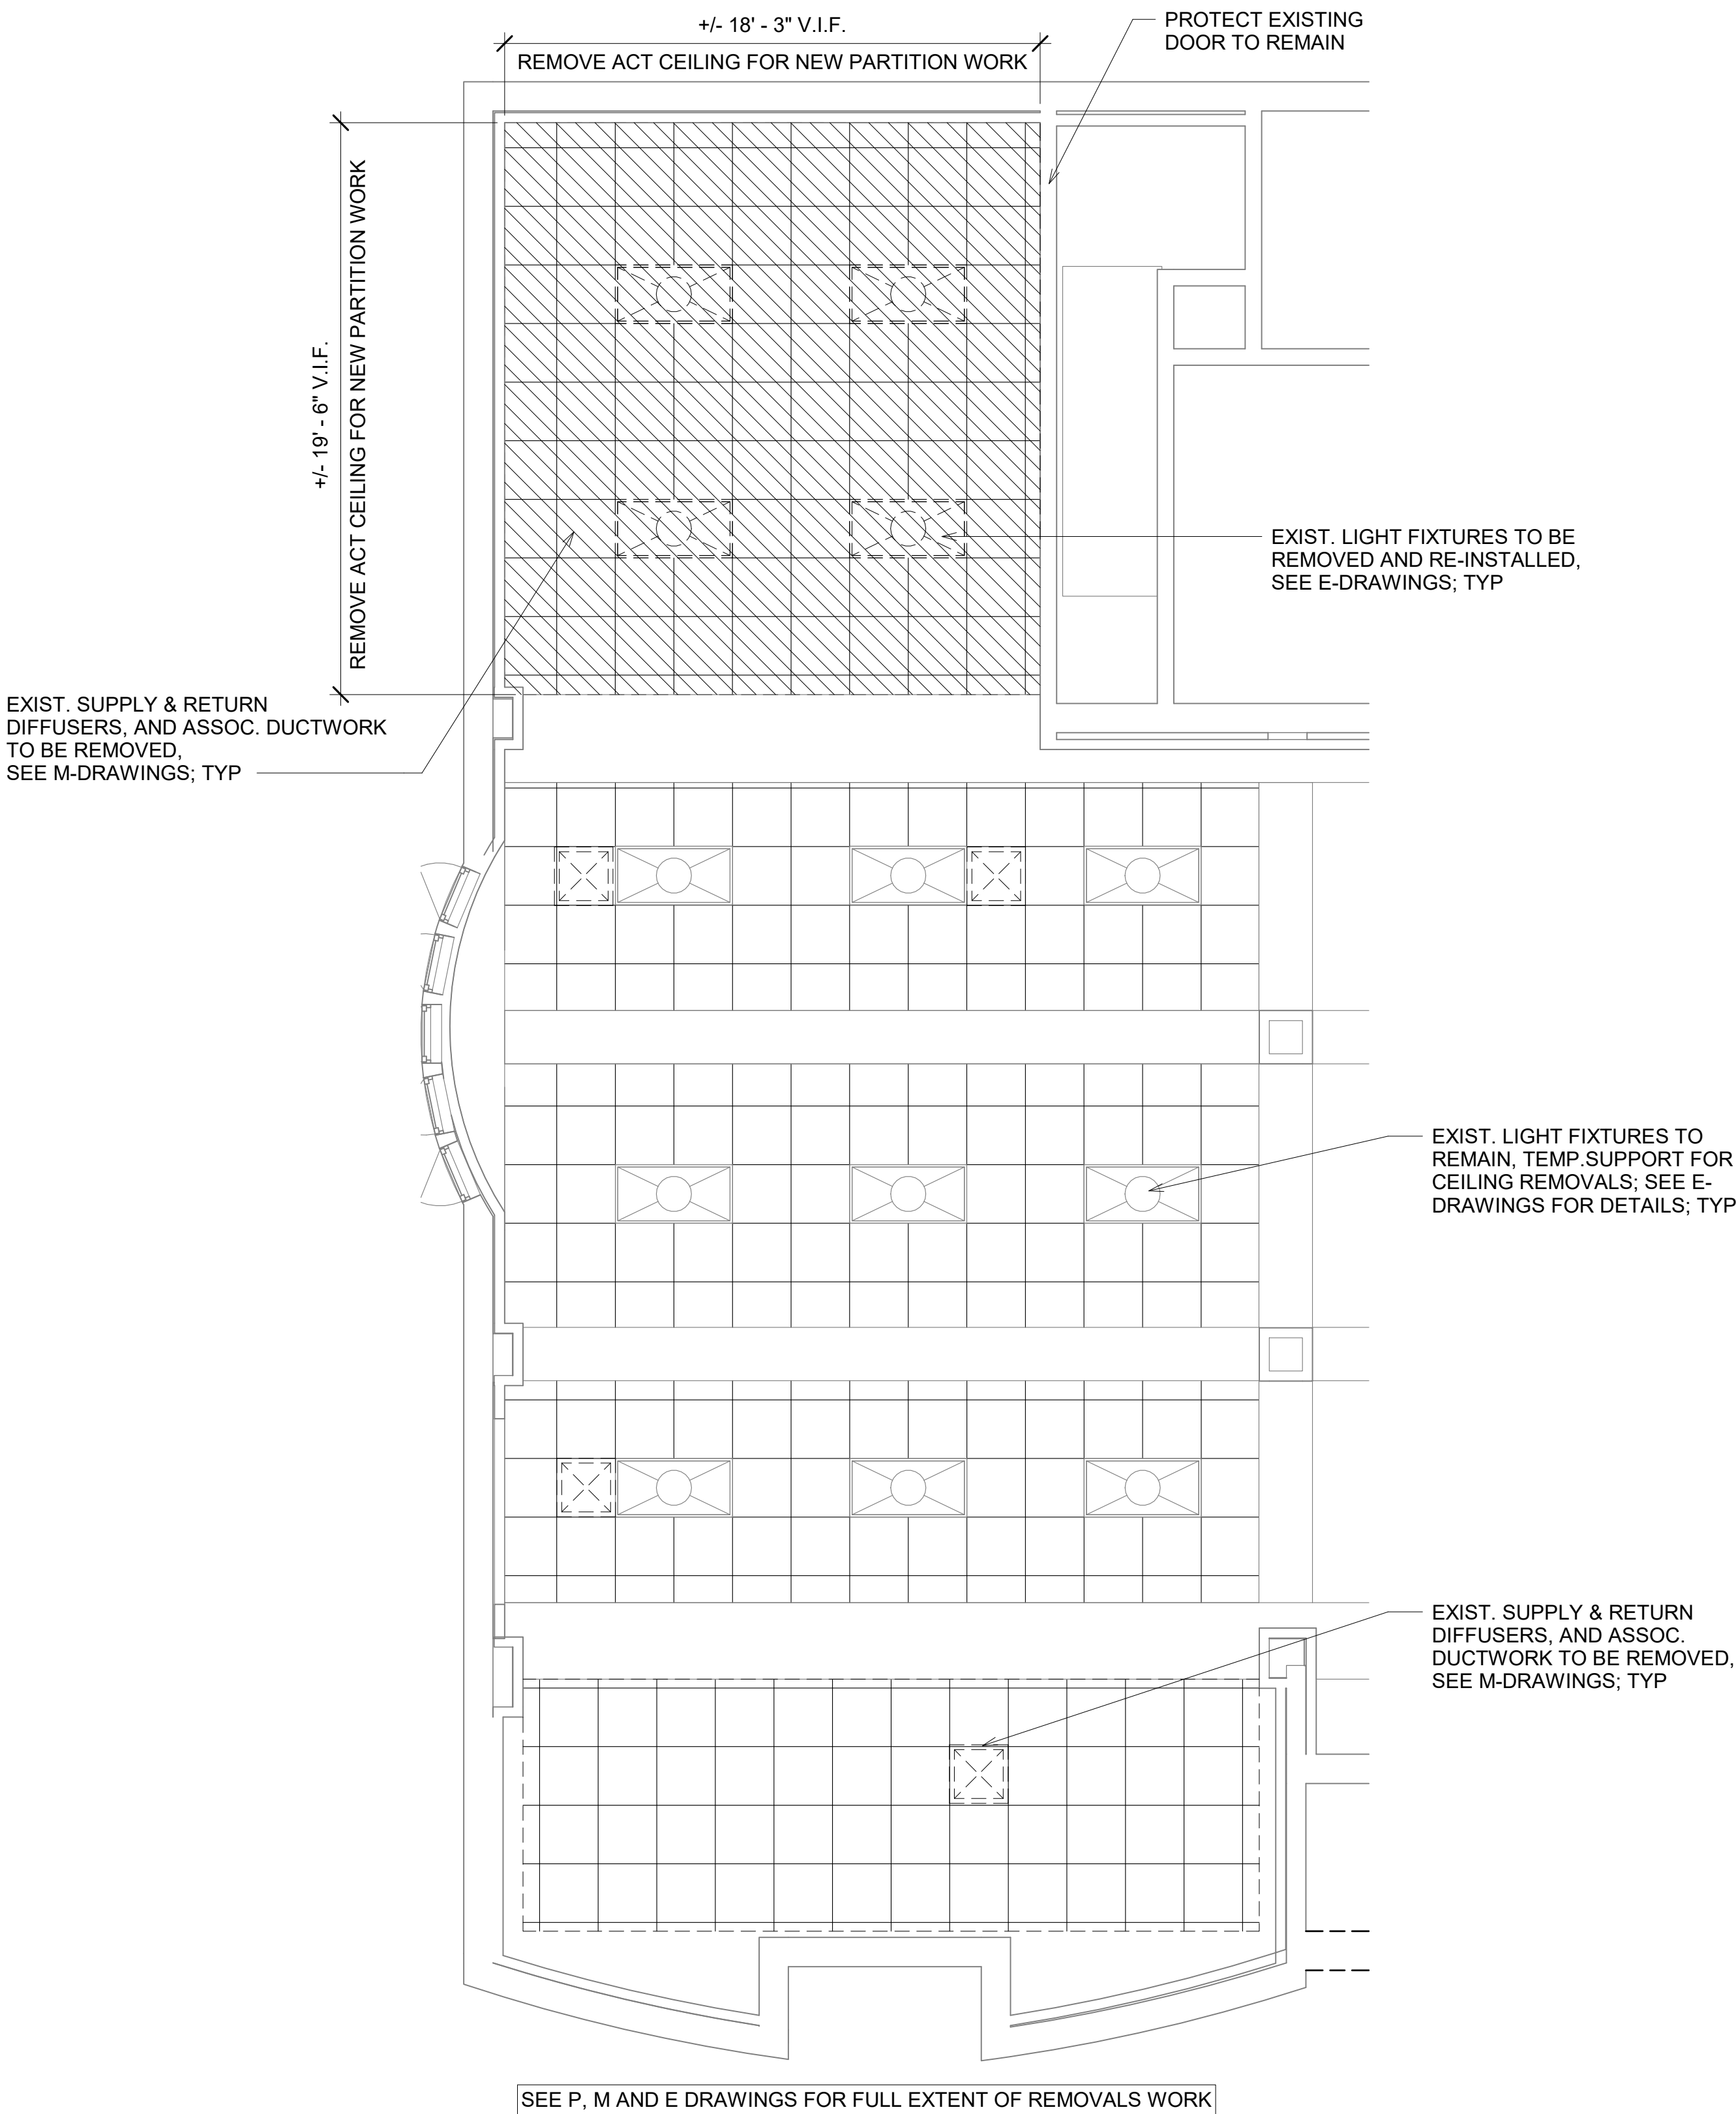 +/- 18' - 3" V.I.F.
REMOVE ACT CEILING FOR NEW PARTITION WORK
PROTECT EXISTING
DOOR TO REMAIN
+/- 19' - 6" V.I.F.
REMOVE ACT CEILING FOR NEW PARTITION WORK
EXIST. LIGHT FIXTURES TO BE
REMOVED AND RE-INSTALLED,
SEE E-DRAWINGS; TYP
EXIST. SUPPLY & RETURN
DIFFUSERS, AND ASSOC. DUCTWORK
TO BE REMOVED,
SEE M-DRAWINGS; TYP
EXIST. LIGHT FIXTURES TO
REMAIN, TEMP.SUPPORT FOR
CEILING REMOVALS; SEE E-
DRAWINGS FOR DETAILS; TYP
EXIST. SUPPLY & RETURN
DIFFUSERS, AND ASSOC.
DUCTWORK TO BE REMOVED,
SEE M-DRAWINGS; TYP
SEE P, M AND E DRAWINGS FOR FULL EXTENT OF REMOVALS WORK